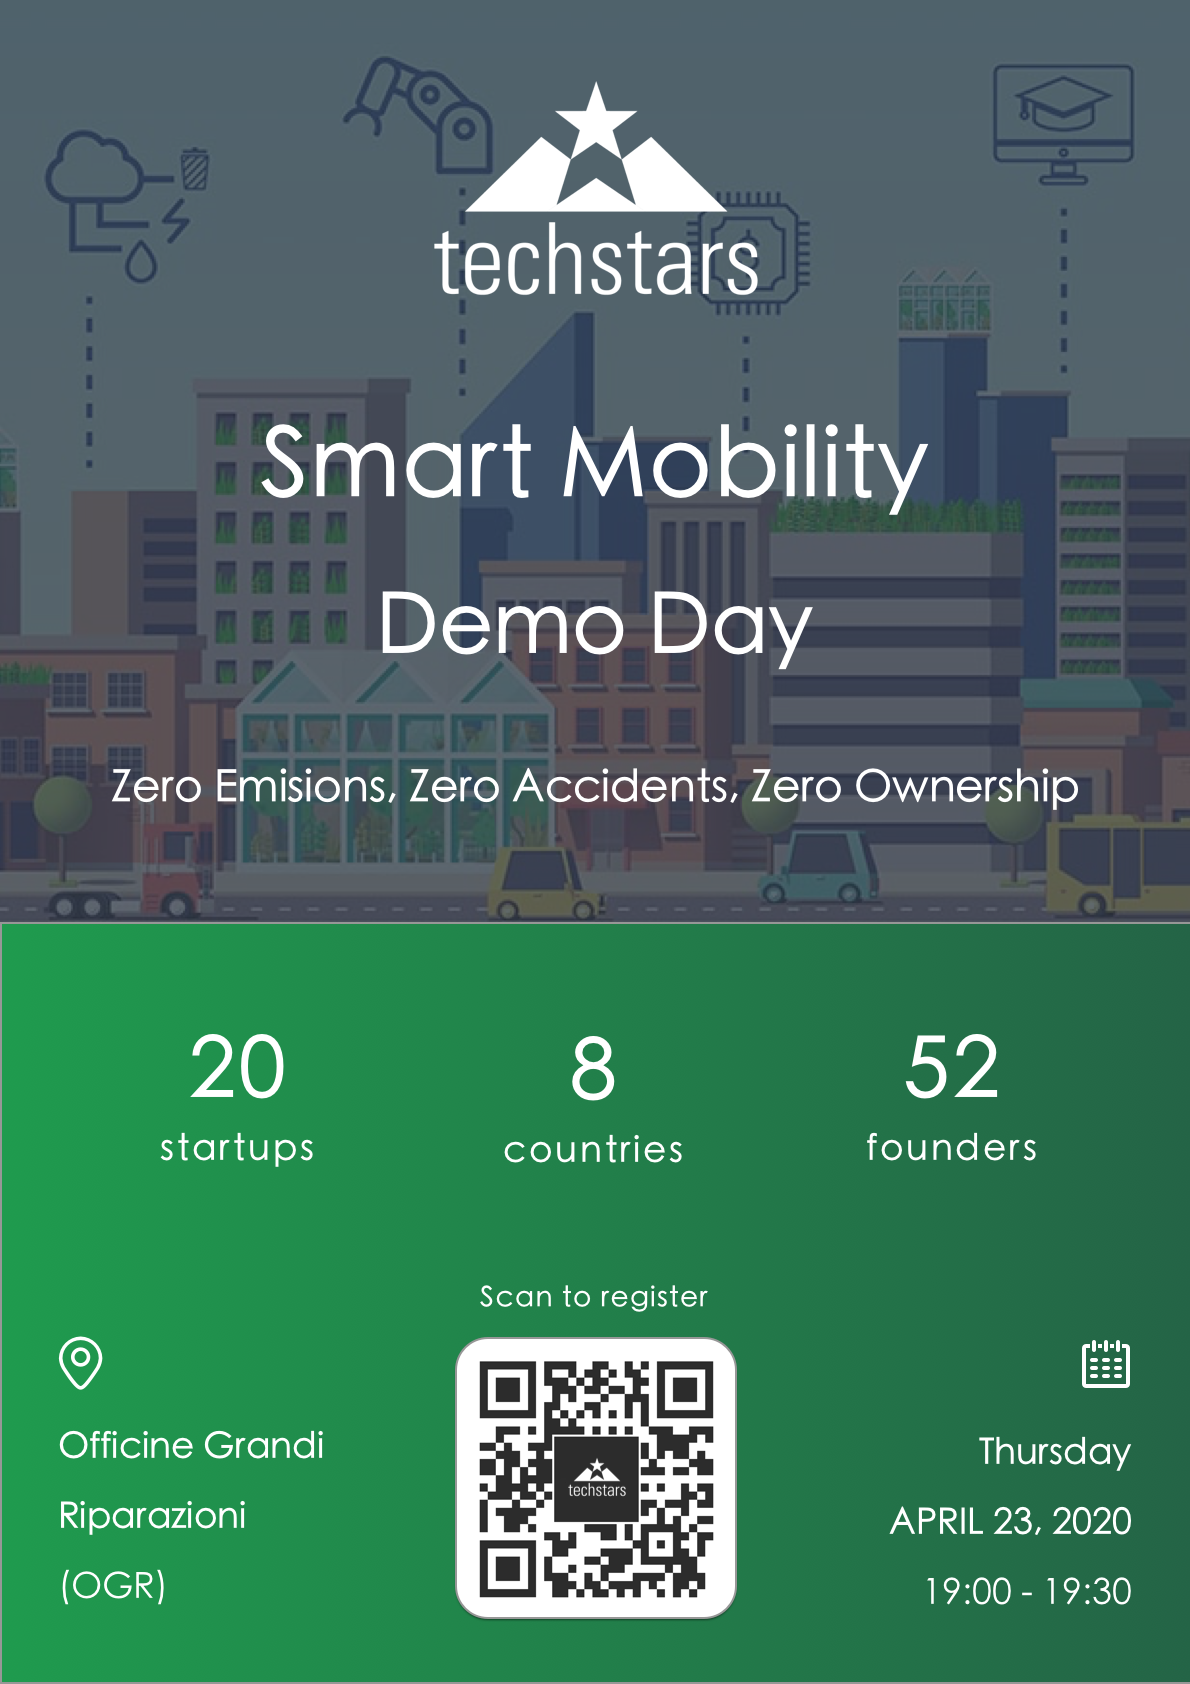 techstars
Smart Mobility
Demo Day
Zero Emisions, Zero Accidents, Zero Ownership
20
startups
8
countries
52
founders
Scan to register
Officine Grandi
Riparazioni
(OGR)
techstars
Thursday
APRIL 23, 2020
19:00 - 19:30